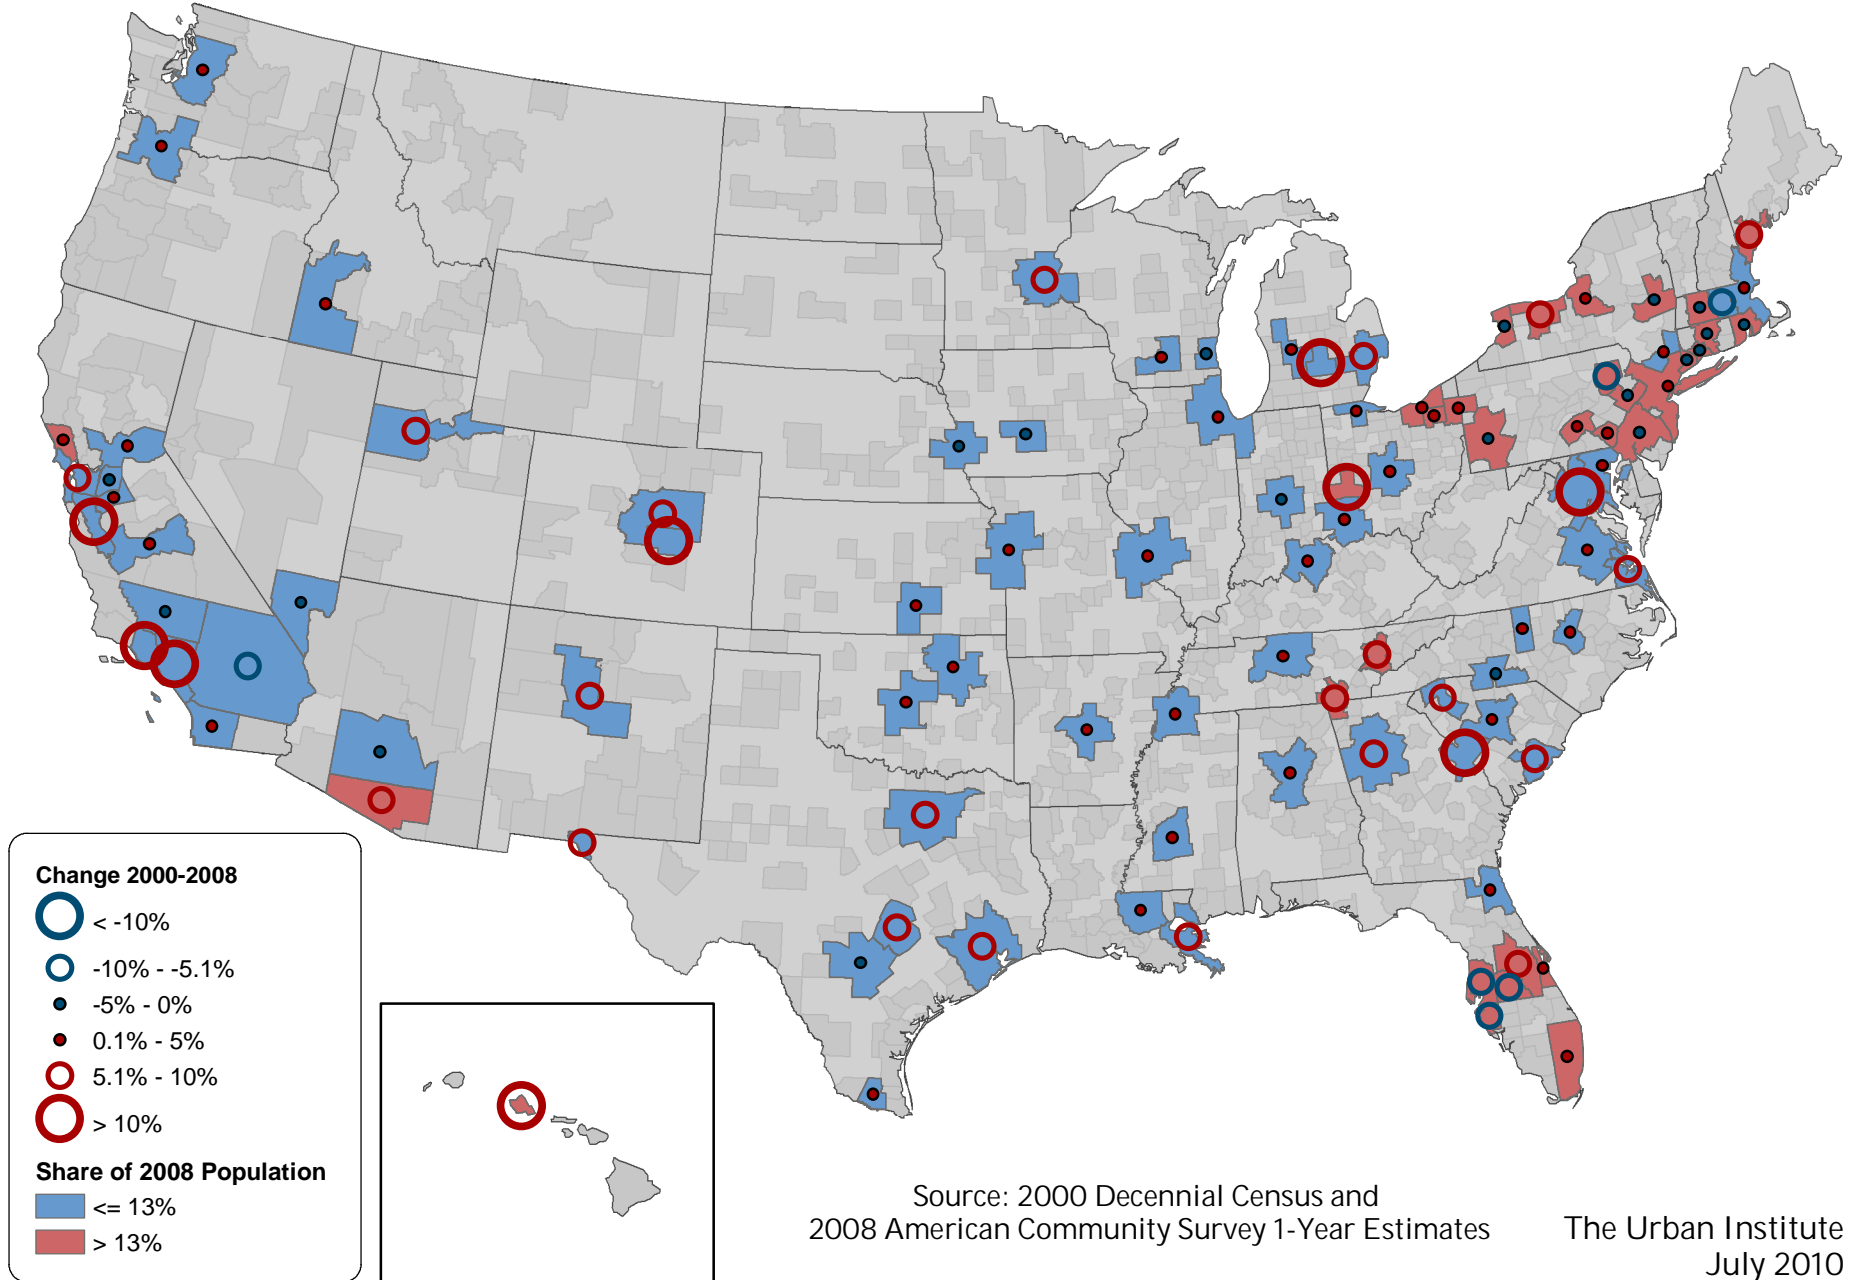 Change 2000-2008
< -10%
-10% - -5.1%
-5% - 0%
0.1% - 5%
5.1% - 10%
> 10%
Share of 2008 Population
<= 13%
> 13%
Source: 2000 Decennial Census and
2008 American Community Survey 1-Year Estimates
The Urban Institute
July 2010